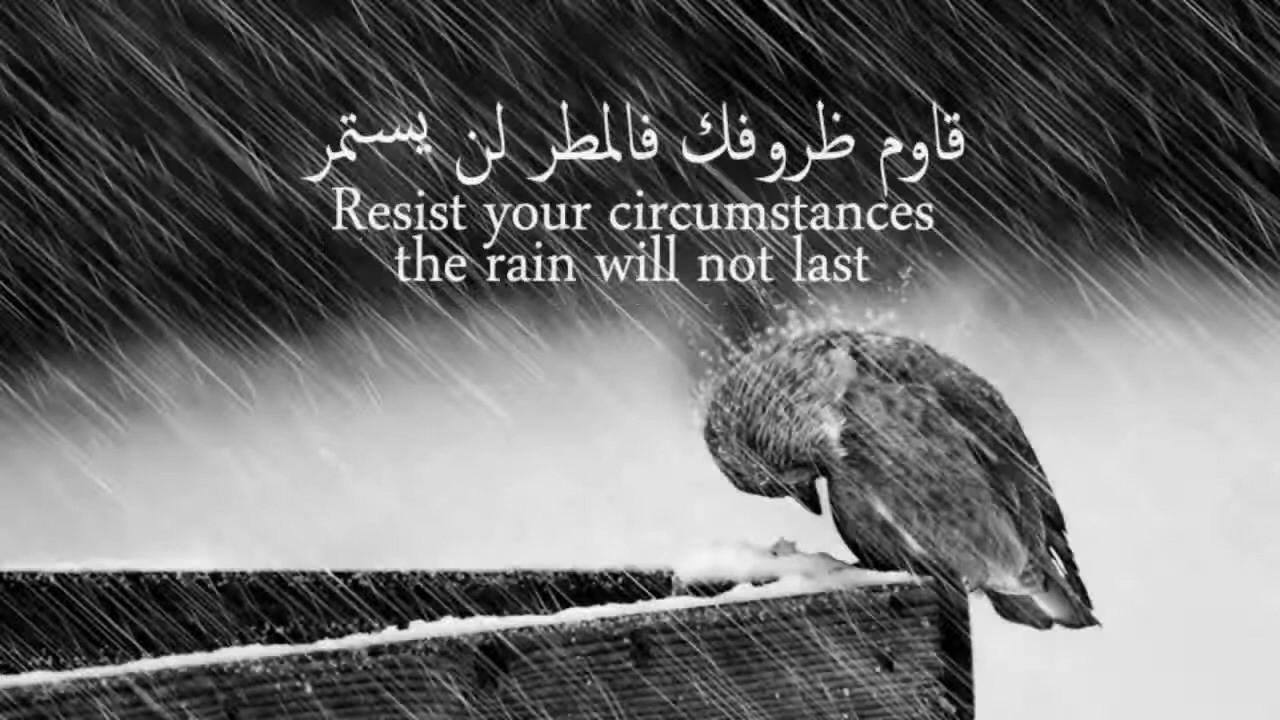 قاوم ظروفك فالمطر لن يستمر
Resist your circumstances
the rain will not last